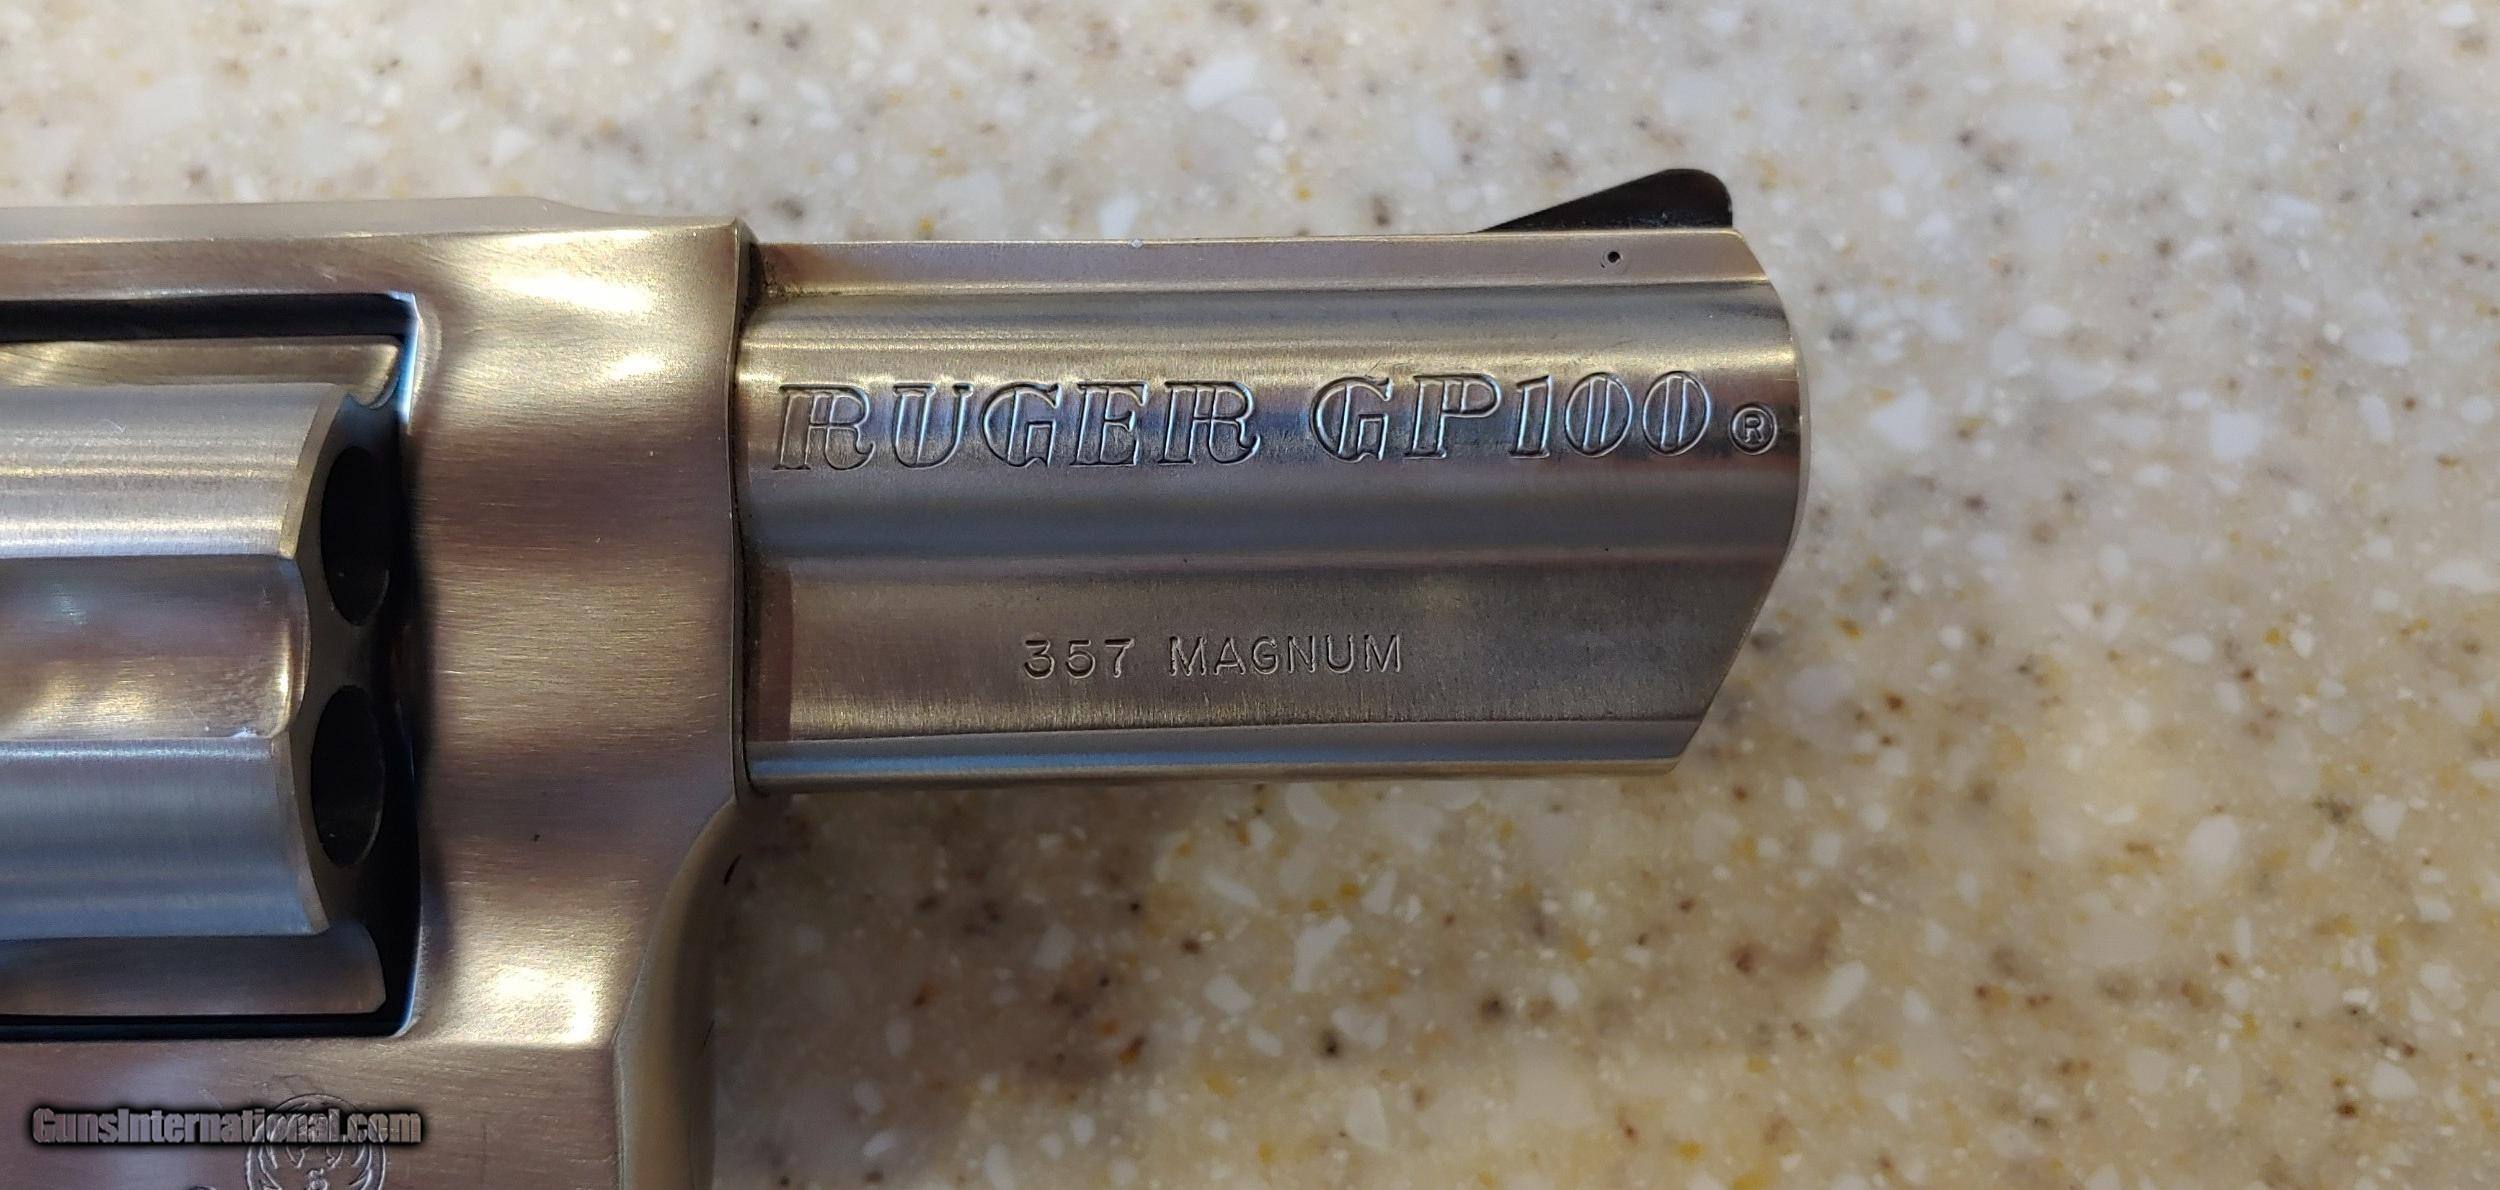 RUGER GP100®
357 MAGNUM
GunsInternational.com